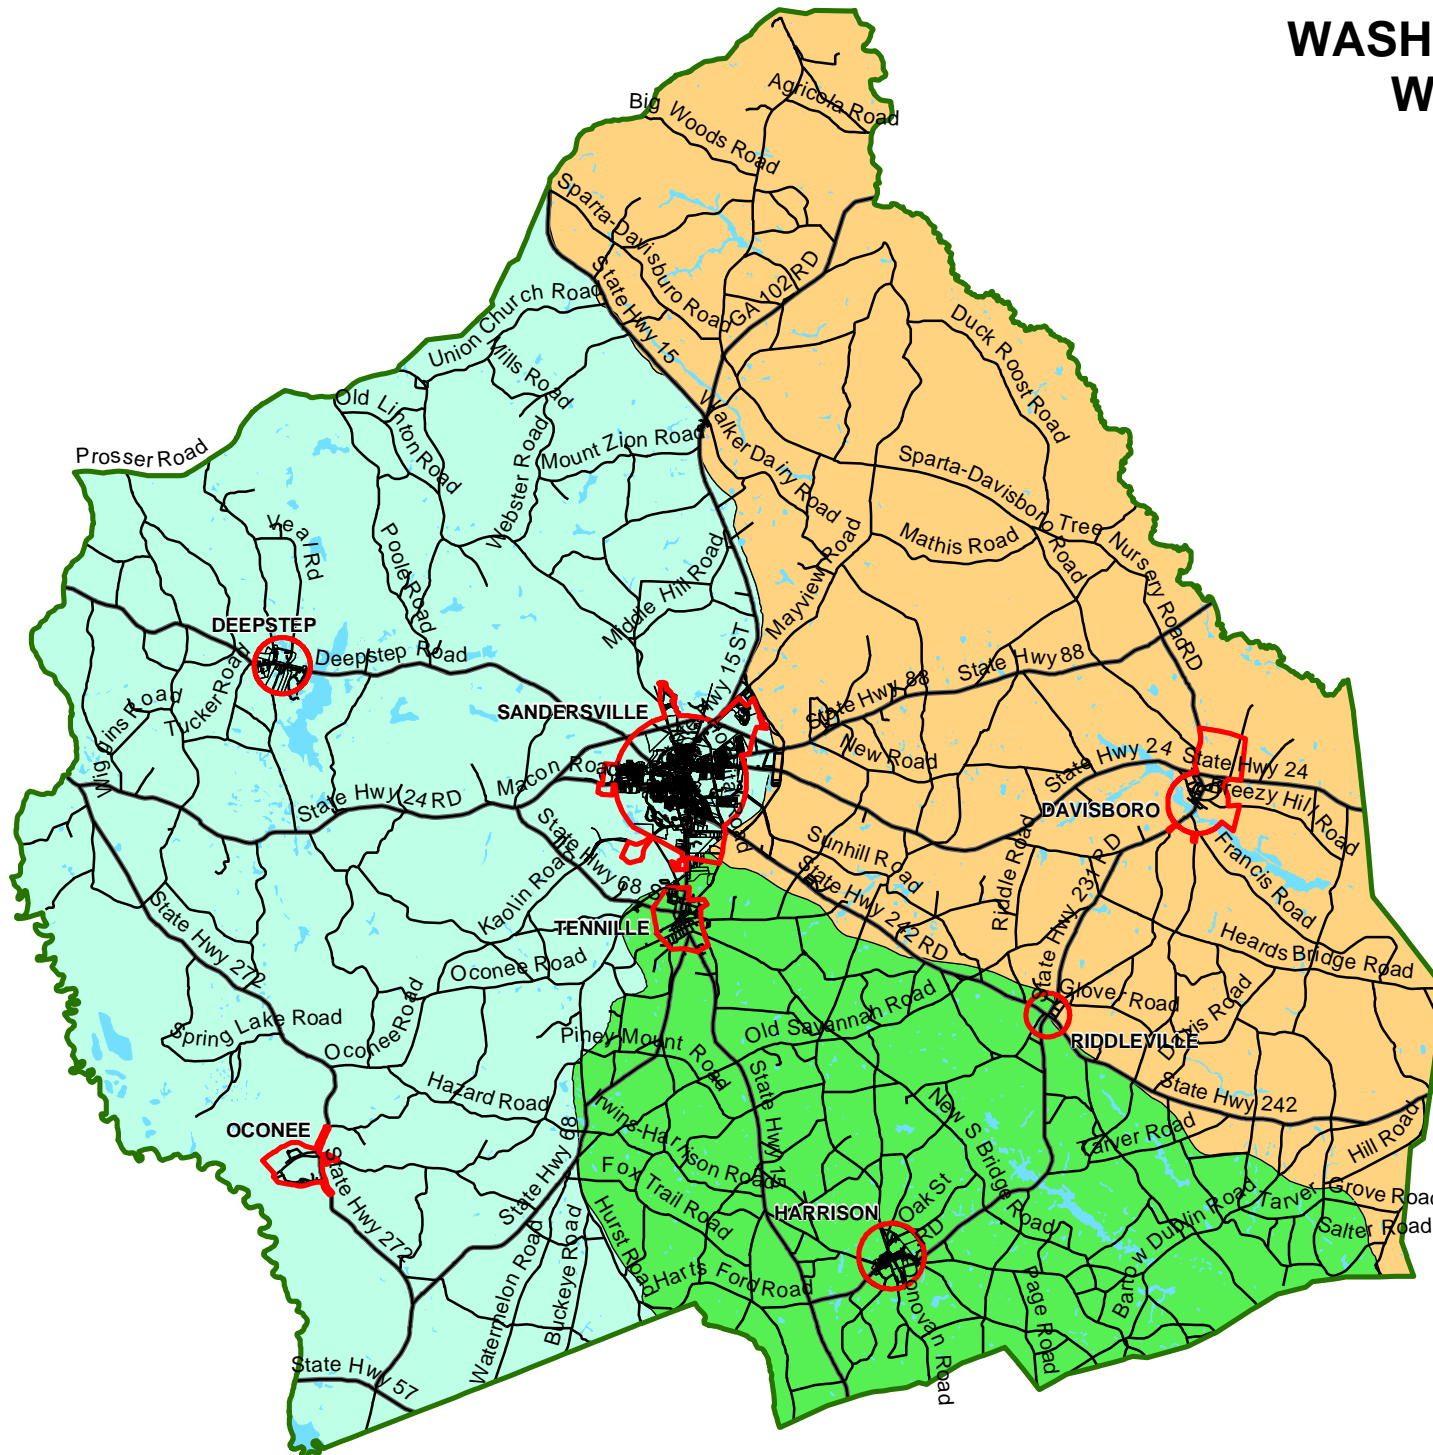 WASH
W
Agricola Road
Big Woods Road
Sparta-Davisburo Road
State Hwy 15
GA 102 RD
Union Church Road
Mills Road
Duck Roost Road
Old Linton Road
Walker Dairy Road
Prosser Road
Webster Road
Mount Zion Road
Sparta-Davisboro Road
Tree Nursery Road
RD
Veal Rd
Poole Road
Mathis Road
Middle Hill Road
Mayview Road
DEEPSTEP
Deepstep Road
Hwy 15 ST
State Hwy 88
State Hwy 88
Tucker Road
Wiggins Road
SANDERSVILLE
New Road
State Hwy 24
State Hwy 24
Macon Road
State Hwy 24 RD
Breezy Hill Road
DAVISBORO
State Hwy 68 S
Sunhill Road
Riddle Road
State Hwy 231 RD
Francis Road
Kaolin Road
State Hwy 242 RD
State Hwy 272
TENNILLE
Oconee Road
Heards Bridge Road
Glover Road
Spring Lake Road
Oconee Road
Old Savannah Road
Davis Road
Piney Mount Road
RIDDLEVILLE
Hazard Road
State Hwy 15
State Hwy 242
Irwins-Harrison Road
New S Bridge Road
Tarver Road
Hill Road
OCONEE
State Hwy 68
Fox Trail Road
Oak St
RD
HARRISON
State Hwy 272
Hurst Road
Barto w Dublin Road
Tarver
Grove Road
Salter Road
Watermelon Road
Buckeye Road
Harts Ford Road
Donovan Road
Page Road
State Hwy 57